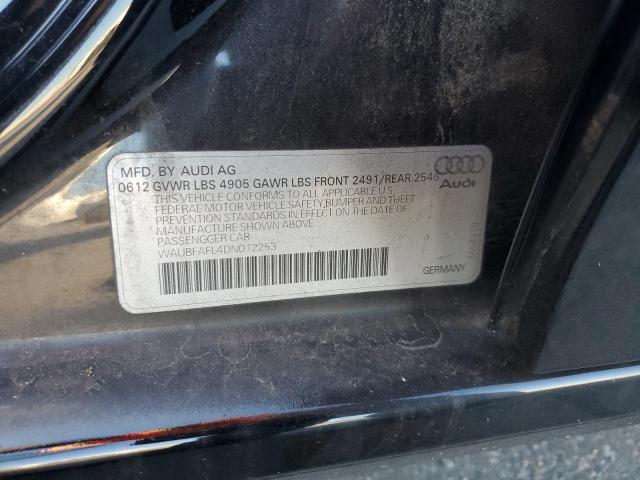 MFD. BY AUDI AG
0612 GVWR LBS 4905 GAWR LBS FRONT 2491/REAR 2546
THIS VEHICLE CONFORMS TO ALL APPLICABLE U.S
FEDERAL MOTOR VEHICLE SAFETY,BUMPER AND THEFT
PREVENTION STANDARDS IN EFFECT ON THE DATE OF
MANUFACTURE SHOWN ABOVE
PASSENGGER CAR
WAUBFAFL4DN012253
Audi
GERMANY